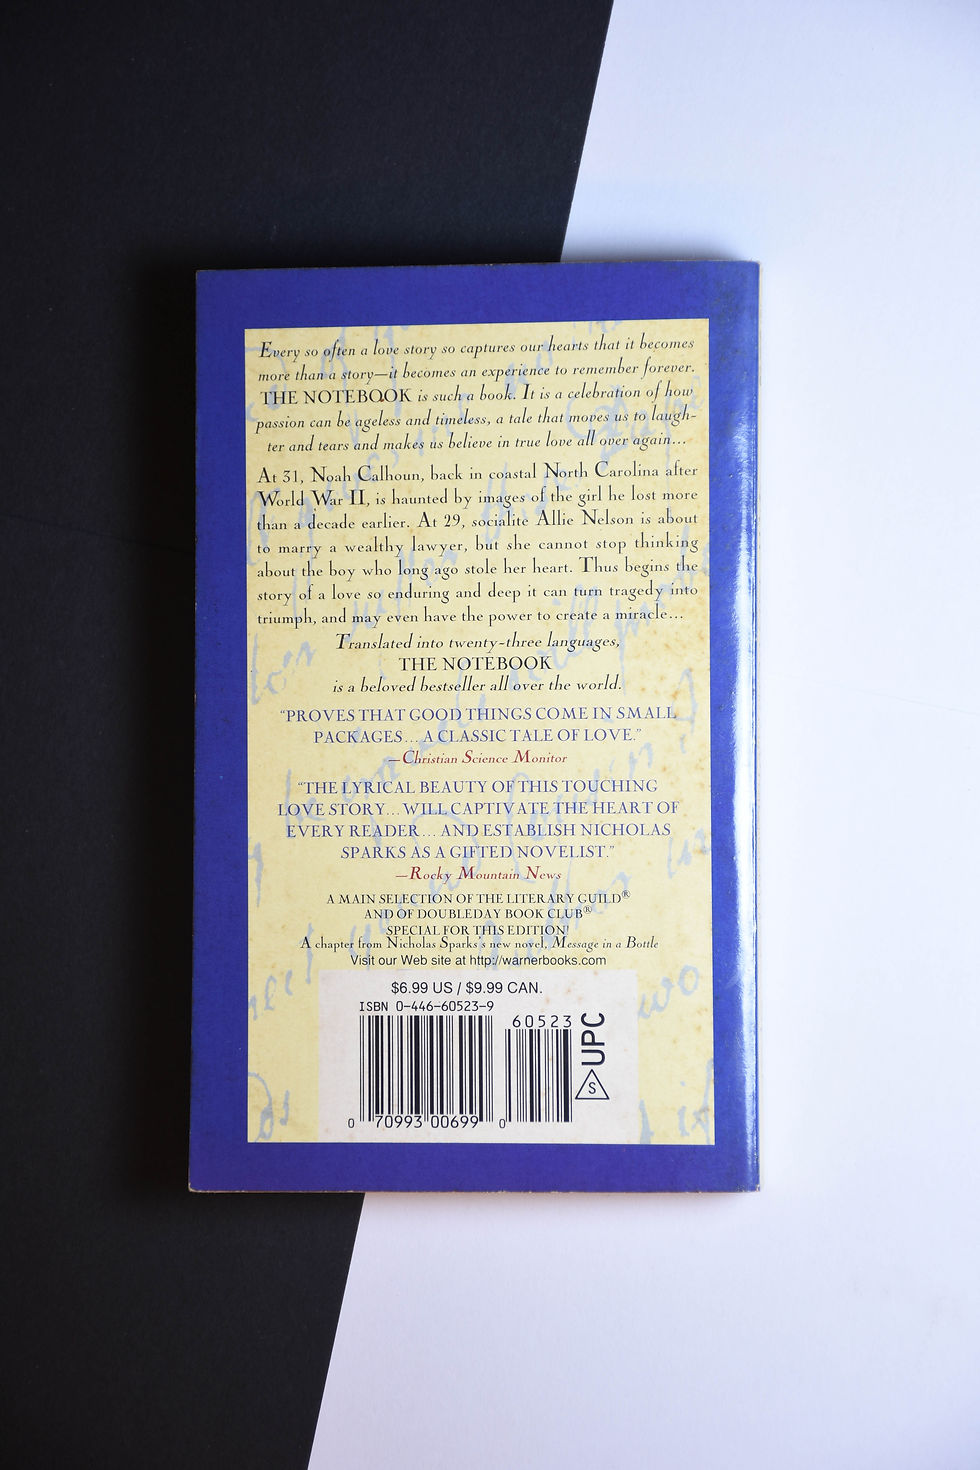 Every so often a love story so captures our hearts that it becomes
more than a story—it becomes an experience to remember forever.
THE NOTEBOOK is such a book. It is a celebration of how
passion can be ageless and timeless, a tale that moves us to laugh-
ter and tears and makes us believe in true love all over again...
At 31, Noah Calhoun, back in coastal North Carolina after
World War II, is haunted by images of the girl he lost more
than a decade earlier. At 29, socialite Allie Nelson is about
to marry a wealthy lawyer, but she cannot stop thinking
about the boy who long ago stole her heart. Thus begins the
story of a love so enduring and deep it can turn tragedy into
triumph, and may even have the power to create a miracle...
Translated into twenty-three languages,
THE NOTEBOOK
is a beloved bestseller all over the world.
"PROVES THAT GOOD THINGS COME IN SMALL
PACKAGES... A CLASSIC TALE OF LOVE."
—Christian Science Monitor
"THE LYRICAL BEAUTY OF THIS TOUCHING
LOVE STORY... WILL CAPTIVATE THE HEART OF
EVERY READER... AND ESTABLISH NICHOLAS
SPARKS AS A GIFTED NOVELIST."
—Rocky Mountain News
A MAIN SELECTION OF THE LITERARY GUILD®
AND OF DOUBLEDAY BOOK CLUB®
SPECIAL FOR THIS EDITION!
A chapter from Nicholas Sparks's new novel, Message in a Bottle
Visit our Web site at http://warnerbooks.com
$6.99 US / $9.99 CAN.
ISBN 0-446-60523-9
60523
UPC
S
0 70993 00699 0